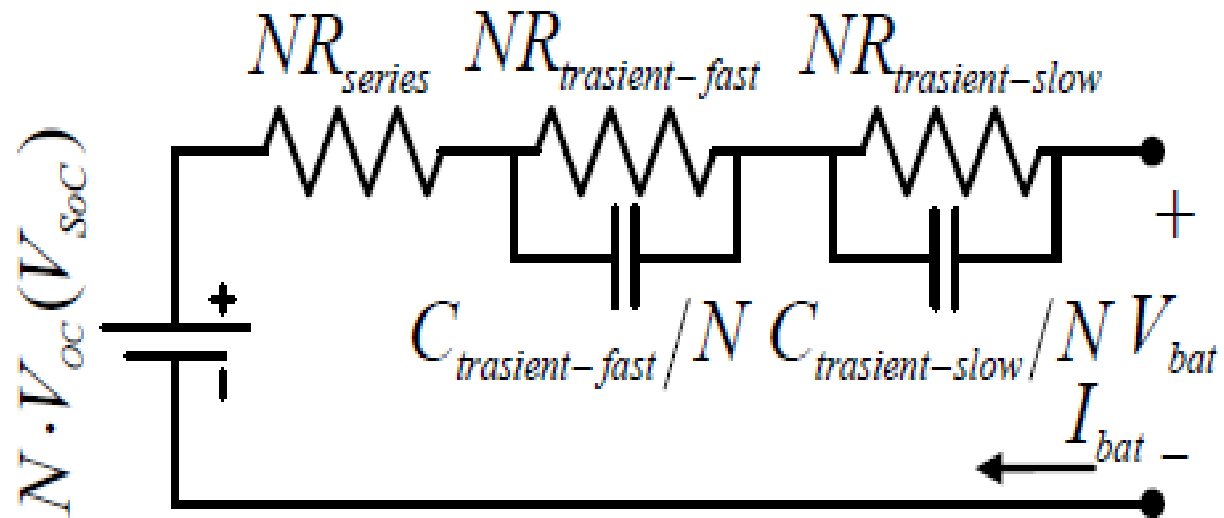 NR_series NR_trasient-fast NR_trasient-slow
N · V_OC (V_SoC)
+
+
−
C_trasient-fast/N C_trasient-slow/N V_bat
I_bat −